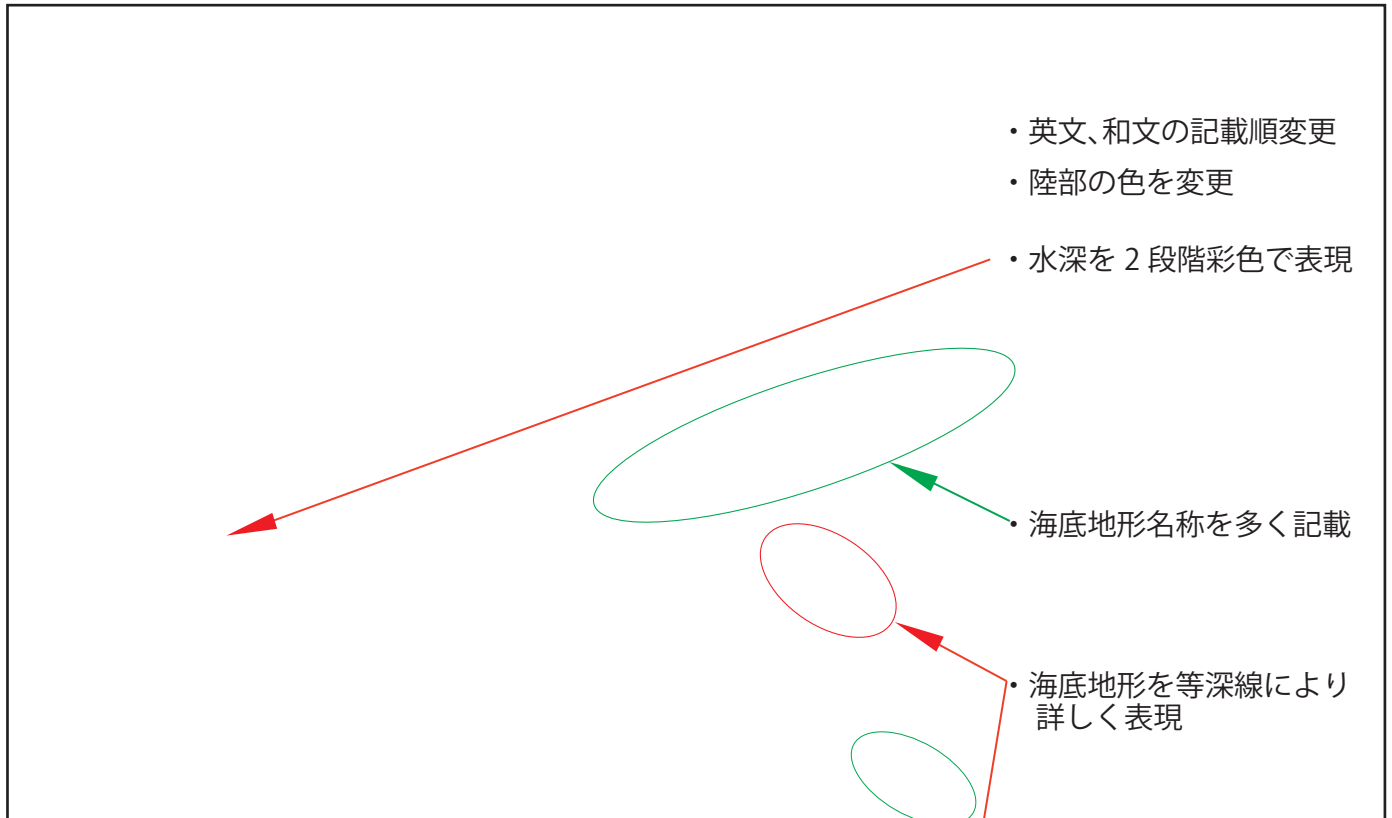 ・英文、和文の記載順変更
・陸部の色を変更
・水深を 2 段階彩色で表現
・海底地形名称を多く記載
・海底地形を等深線により
詳しく表現